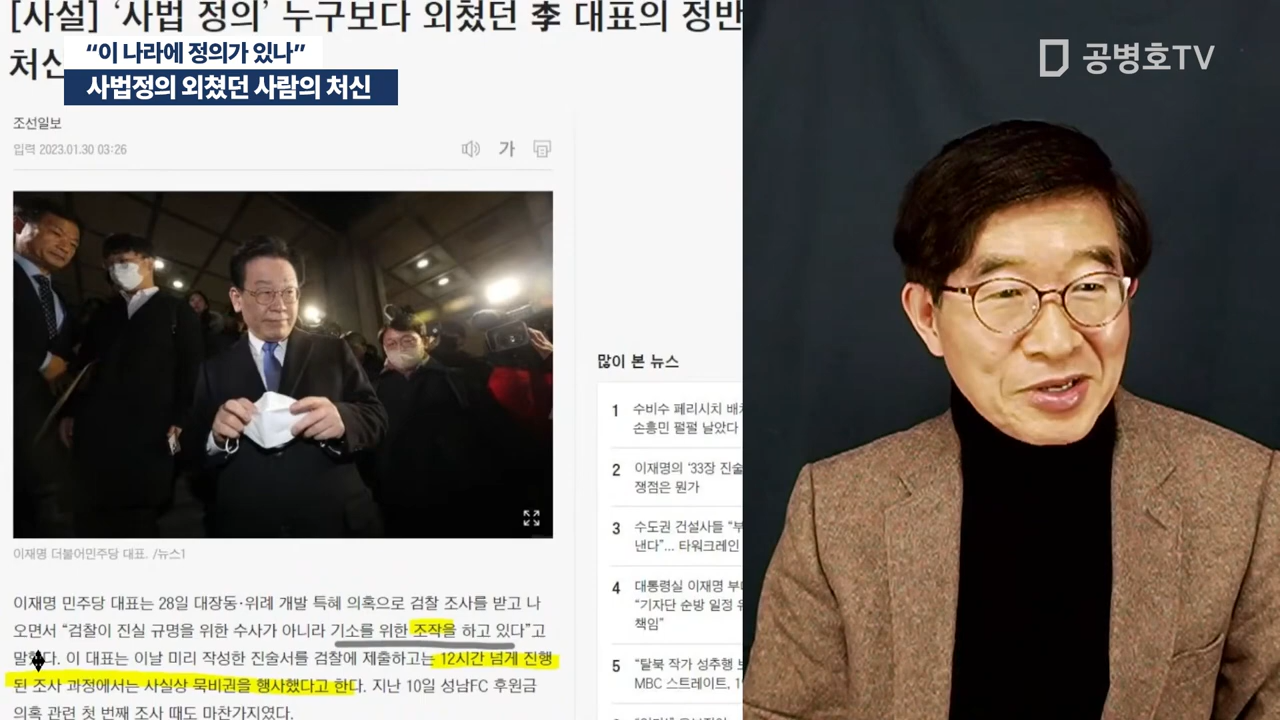 [사설] ‘사법 정의’ 누구보다 외쳤던 李 대표의 정반
처신
“이 나라에 정의가 있나”
사법정의 외쳤던 사람의 처신
공병호TV
조선일보
입력 2023.01.30 03:26
가
이재명 더불어민주당 대표. /뉴스1
이재명 민주당 대표는 28일 대장동·위례 개발 특혜 의혹으로 검찰 조사를 받고 나
오면서 “검찰이 진실 규명을 위한 수사가 아니라 기소를 위한 조작을 하고 있다”고
말했다. 이 대표는 이날 미리 작성한 진술서를 검찰에 제출하고는 12시간 넘게 진행
된 조사 과정에서는 사실상 묵비권을 행사했다고 한다. 지난 10일 성남FC 후원금
의혹 관련 첫 번째 조사 때도 마찬가지였다.
많이 본 뉴스
1 수비수 페리시치 배
손흥민 펄펄 날았다
2 이재명의 ‘33장 진술
쟁점은 뭔가
3 수도권 건설사들 “부
낸다”... 타워크레인
4 대통령실 이재명 부
“기자단 순방 일정 유
책임”
5 “탈북 작가 성추행 보
MBC 스트레이트, 1